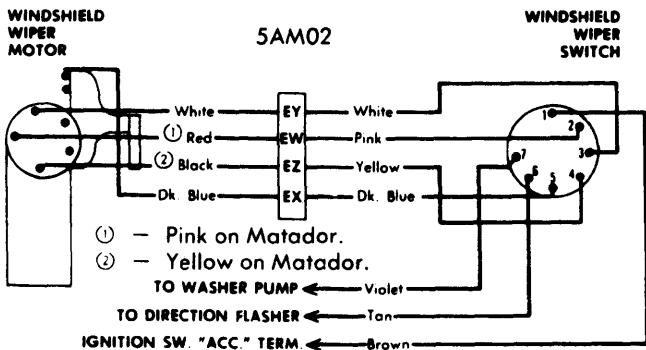 WINDSHIELD
WIPER
MOTOR
5AM02
WINDSHIELD
WIPER
SWITCH
White EY White
① Red EW Pink
② Black EZ Yellow
Dk. Blue EX Dk. Blue
1
2
3
4
5
6
7
① – Pink on Matador.
② – Yellow on Matador.
TO WASHER PUMP Violet
TO DIRECTION FLASHER Tan
IGNITION SW. "ACC." TERM. Brown